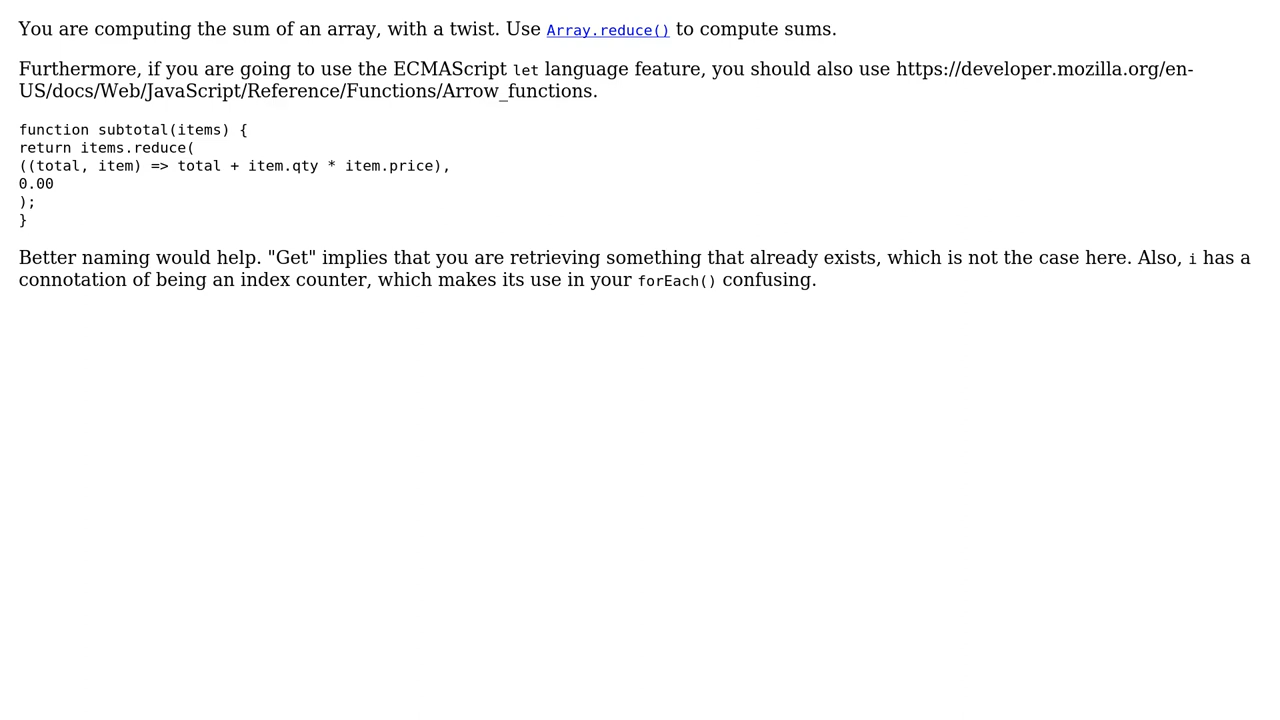 You are computing the sum of an array, with a twist. Use Array.reduce() to compute sums.
Furthermore, if you are going to use the ECMAScript let language feature, you should also use https://developer.mozilla.org/en-
US/docs/Web/JavaScript/Reference/Functions/Arrow_functions.
function subtotal(items) {
return items.reduce(
((total, item) => total + item.qty * item.price),
0.00
);
}
Better naming would help. "Get" implies that you are retrieving something that already exists, which is not the case here. Also, i has a
connotation of being an index counter, which makes its use in your forEach() confusing.